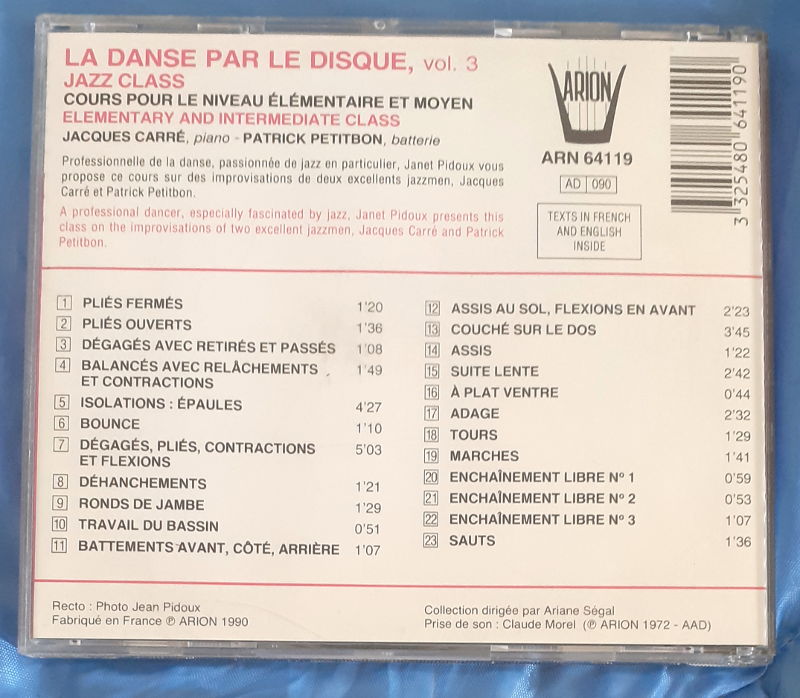 LA DANSE PAR LE DISQUE, vol. 3
JAZZ CLASS
COURS POUR LE NIVEAU ÉLÉMENTAIRE ET MOYEN
ELEMENTARY AND INTERMEDIATE CLASS
JACQUES CARRÉ, piano - PATRICK PETITBON, batterie
Professionnelle de la danse, passionnée de jazz en particulier, Janet Pidoux vous
propose ce cours sur des improvisations de deux excellents jazzmen, Jacques
Carré et Patrick Petitbon.
A professional dancer, especially fascinated by jazz, Janet Pidoux presents this
class on the improvisations of two excellent jazzmen, Jacques Carré and Patrick
Petitbon.
ARION
ARN 64119
AD 090
TEXTS IN FRENCH
AND ENGLISH
INSIDE
3 325480 641190
1 PLIÉS FERMÉS 1'20
2 PLIÉS OUVERTS 1'36
3 DÉGAGÉS AVEC RETIRÉS ET PASSÉS 1'08
4 BALANCÉS AVEC RELÂCHEMENTS 1'49
ET CONTRACTIONS
5 ISOLATIONS : ÉPAULES 4'27
6 BOUNCE 1'10
7 DÉGAGÉS, PLIÉS, CONTRACTIONS 5'03
ET FLEXIONS
8 DÉHANCHEMENTS 1'21
9 RONDS DE JAMBE 1'29
10 TRAVAIL DU BASSIN 0'51
11 BATTEMENTS AVANT, CÔTÉ, ARRIÈRE 1'07
12 ASSIS AU SOL, FLEXIONS EN AVANT 2'23
13 COUCHÉ SUR LE DOS 3'45
14 ASSIS 1'22
15 SUITE LENTE 2'42
16 À PLAT VENTRE 0'44
17 ADAGE 2'32
18 TOURS 1'29
19 MARCHES 1'41
20 ENCHAÎNEMENT LIBRE Nº 1 0'59
21 ENCHAÎNEMENT LIBRE Nº 2 0'53
22 ENCHAÎNEMENT LIBRE Nº 3 1'07
23 SAUTS 1'36
Recto : Photo Jean Pidoux
Fabriqué en France ℗ ARION 1990
Collection dirigée par Ariane Ségal
Prise de son : Claude Morel (℗ ARION 1972 - AAD)